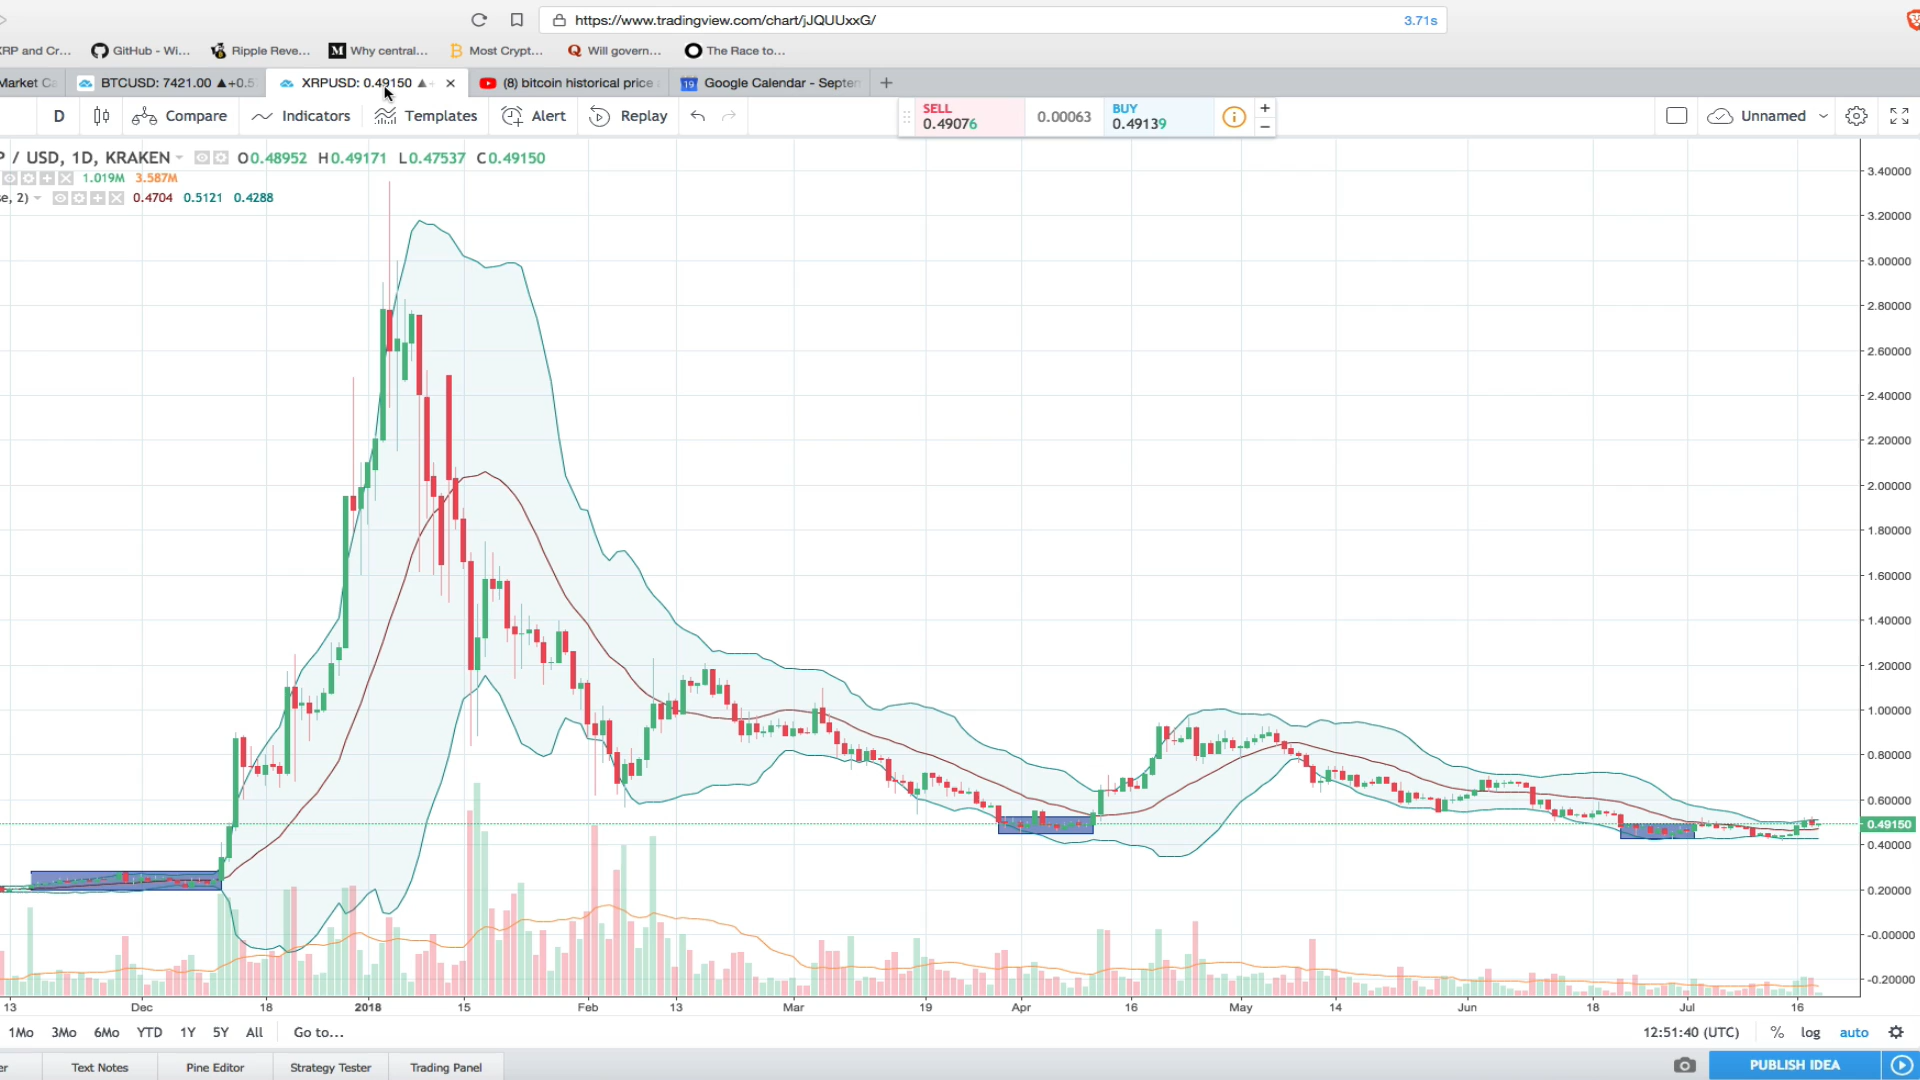 https://www.tradingview.com/chart/jJQUUxxG/ 3.71s
XRP and Cr... GitHub - Wi... Ripple Reve... Why central... Most Crypt... Will govern... The Race to...
Market Ca BTCUSD: 7421.00 ▲+0.5 XRPUSD: 0.49150 ▲+ × (8) bitcoin historical price 19 Google Calendar - Septem +
D Compare Indicators Templates Alert Replay SELL 0.49076 0.00063 BUY 0.49139 + − Unnamed
P / USD, 1D, KRAKEN O0.48952 H0.49171 L0.47537 C0.49150
1.019M 3.587M
se, 2) 0.4704 0.5121 0.4288
3.40000
3.20000
3.00000
2.80000
2.60000
2.40000
2.20000
2.00000
1.80000
1.60000
1.40000
1.20000
1.00000
0.80000
0.60000
0.49150
0.40000
0.20000
-0.00000
-0.20000
13 Dec 18 2018 15 Feb 13 Mar 19 Apr 16 May 14 Jun 18 Jul 16
1Mo 3Mo 6Mo YTD 1Y 5Y All Go to... 12:51:40 (UTC) % log auto
er Text Notes Pine Editor Strategy Tester Trading Panel PUBLISH IDEA